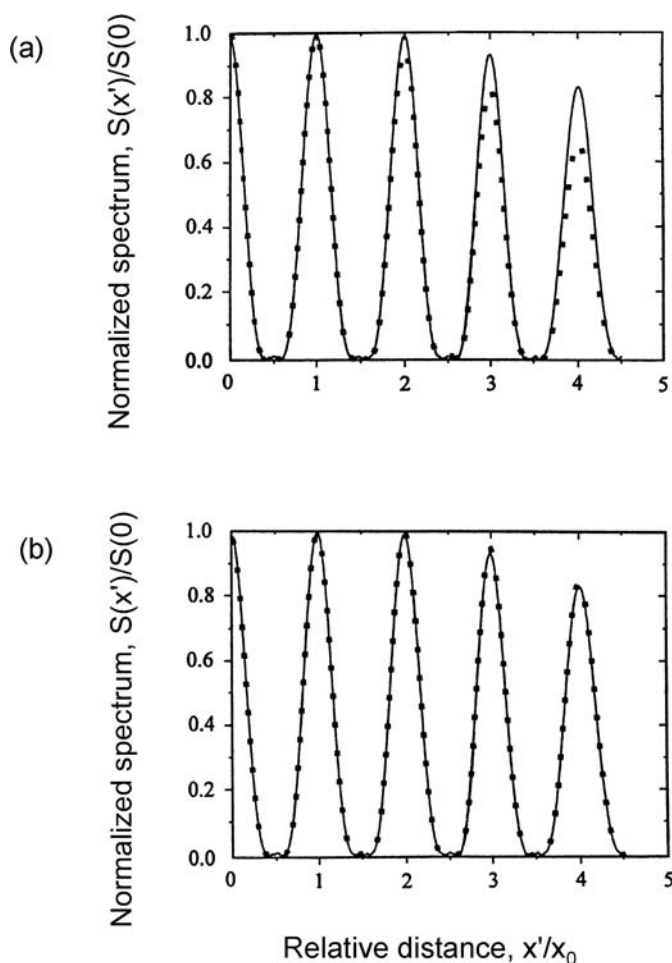 (a)
Normalized spectrum, S(x')/S(0)
1.0
0.8
0.6
0.4
0.2
0.0
0 1 2 3 4 5
(b)
Normalized spectrum, S(x')/S(0)
1.0
0.8
0.6
0.4
0.2
0.0
0 1 2 3 4 5
Relative distance, x'/x₀